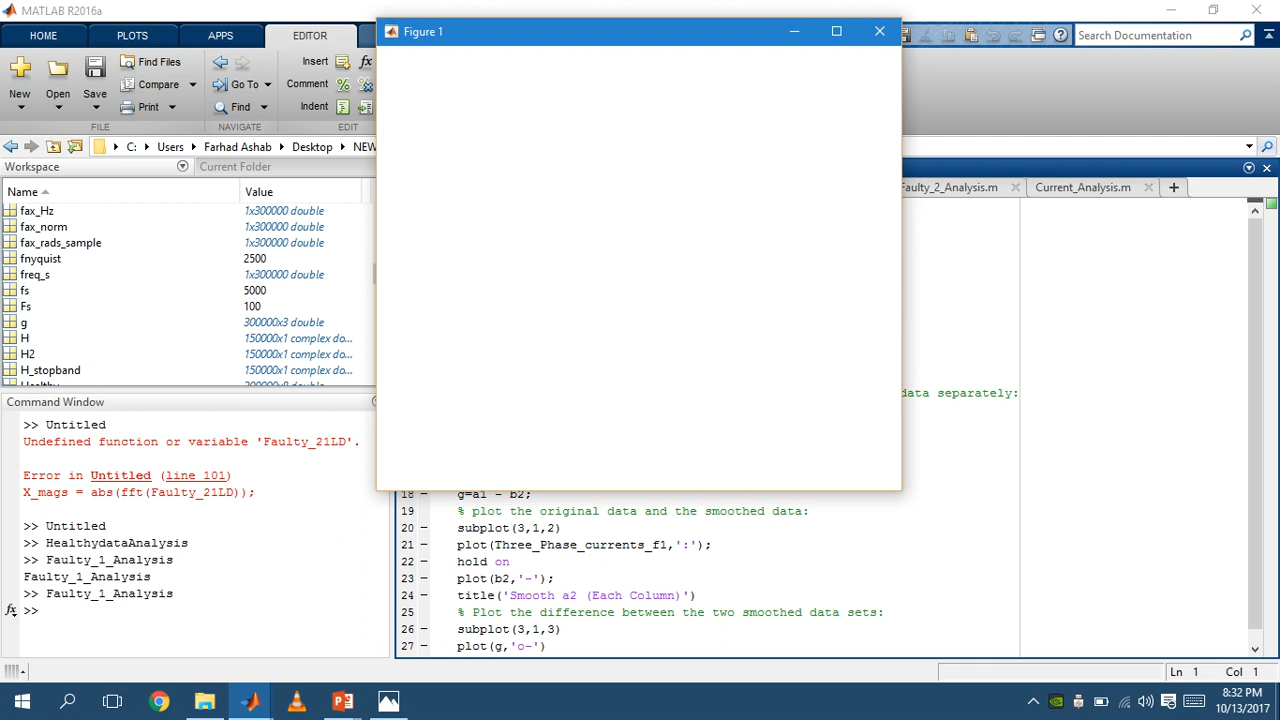 MATLAB R2016a
HOME PLOTS APPS EDITOR
Figure 1
Search Documentation
New Open Save
Find Files
Compare
Print
Go To
Find
Insert
Comment
Indent
FILE NAVIGATE EDIT
C: Users Farhad Ashab Desktop NEW
Workspace Current Folder
Name Value
fax_Hz 1x300000 double
fax_norm 1x300000 double
fax_rads_sample 1x300000 double
fnyquist 2500
freq_s 1x300000 double
fs 5000
Fs 100
g 300000x3 double
H 150000x1 complex do...
H2 150000x1 complex do...
H_stopband 150000x1 complex do...
Faulty_2_Analysis.m Current_Analysis.m
data separately:
Command Window
>> Untitled
Undefined function or variable 'Faulty_21LD'.
Error in Untitled (line 101)
X_mags = abs(fft(Faulty_21LD));
>> Untitled
>> HealthydataAnalysis
>> Faulty_1_Analysis
Faulty_1_Analysis
>> Faulty_1_Analysis
fx >>
18 g=a1 - b2;
19 % plot the original data and the smoothed data:
20 subplot(3,1,2)
21 plot(Three_Phase_currents_f1,':');
22 hold on
23 plot(b2,'-');
24 title('Smooth a2 (Each Column)')
25 % Plot the difference between the two smoothed data sets:
26 subplot(3,1,3)
27 plot(g,'o-')
Ln 1 Col 1
8:32 PM
10/13/2017